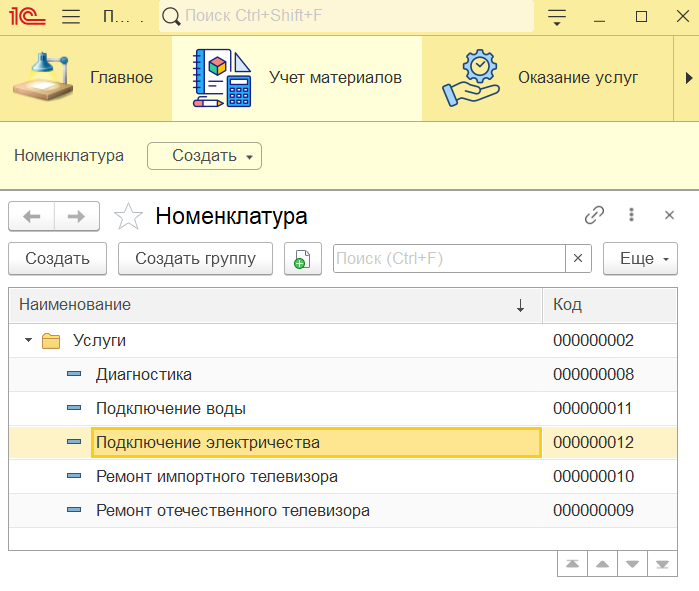 1С П... . Поиск Ctrl+Shift+F
Главное Учет материалов Оказание услуг
Номенклатура Создать
Номенклатура
Создать Создать группу Поиск (Ctrl+F) × Еще
Наименование ↓ Код
Услуги 000000002
Диагностика 000000008
Подключение воды 000000011
Подключение электричества 000000012
Ремонт импортного телевизора 000000010
Ремонт отечественного телевизора 000000009